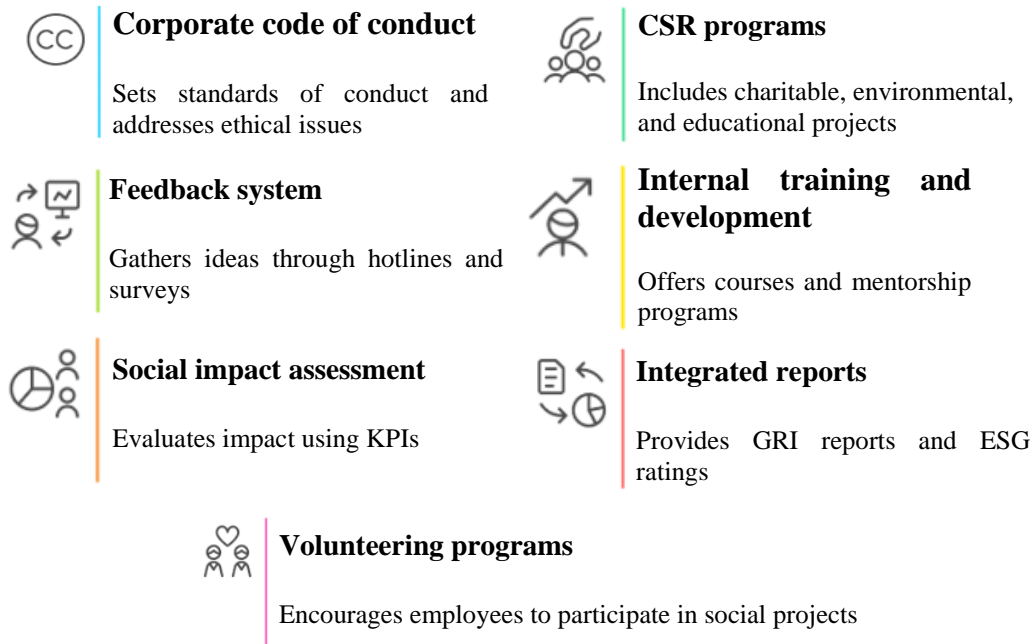 CC
Corporate code of conduct
Sets standards of conduct and
addresses ethical issues
CSR programs
Includes charitable, environmental,
and educational projects
Feedback system
Gathers ideas through hotlines and
surveys
Internal training and
development
Offers courses and mentorship
programs
Social impact assessment
Evaluates impact using KPIs
Integrated reports
Provides GRI reports and ESG
ratings
Volunteering programs
Encourages employees to participate in social projects